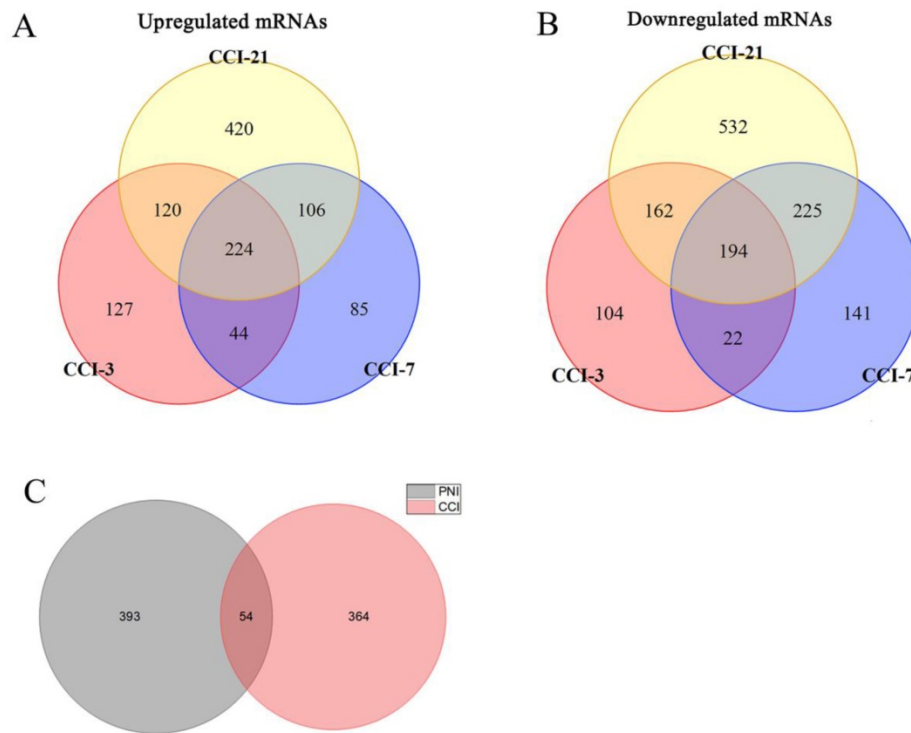 A
Upregulated mRNAs
CCI-21
420
120
106
224
127
85
44
CCI-3
CCI-7
B
Downregulated mRNAs
CCI-21
532
162
225
194
104
141
22
CCI-3
CCI-7
C
PNI
CCI
393
54
364